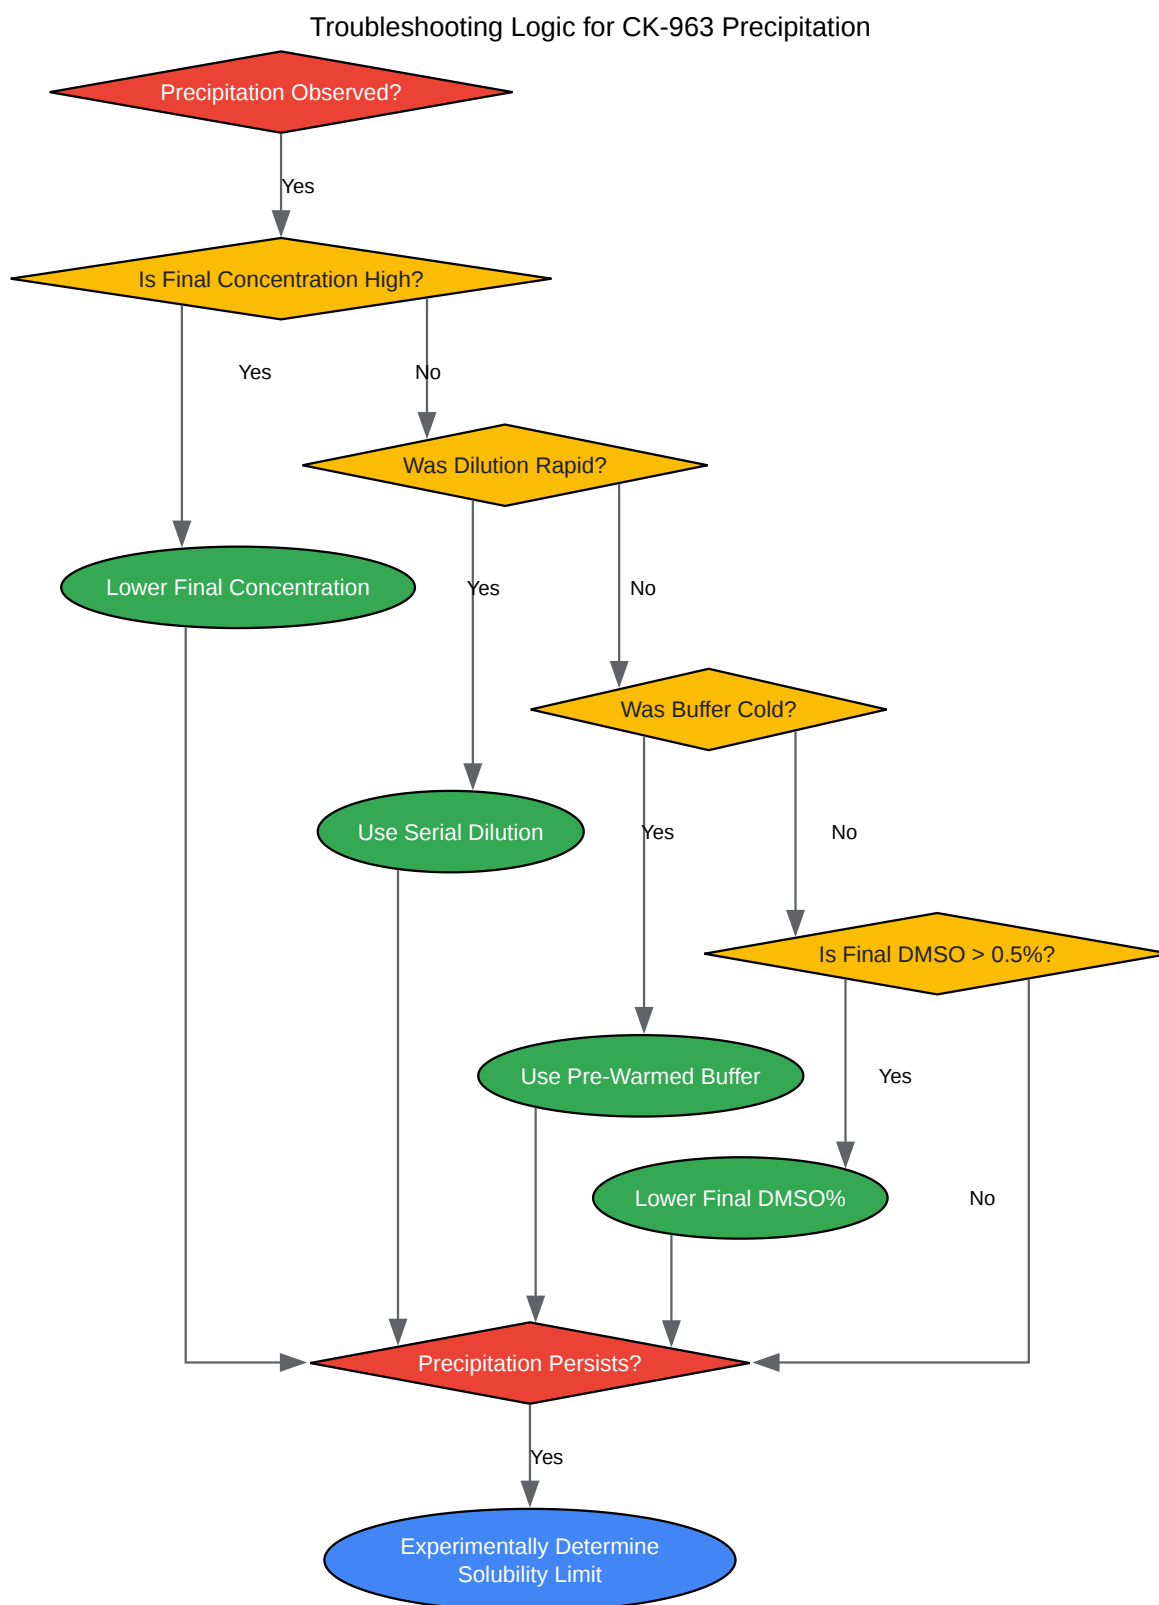 Troubleshooting Logic for CK-963 Precipitation
Precipitation Observed?
Yes
Is Final Concentration High?
Yes
No
Was Dilution Rapid?
Lower Final Concentration
Yes
No
Was Buffer Cold?
Use Serial Dilution
Yes
No
Is Final DMSO > 0.5%?
Use Pre-Warmed Buffer
Yes
Lower Final DMSO%
No
Precipitation Persists?
Yes
Experimentally Determine
Solubility Limit